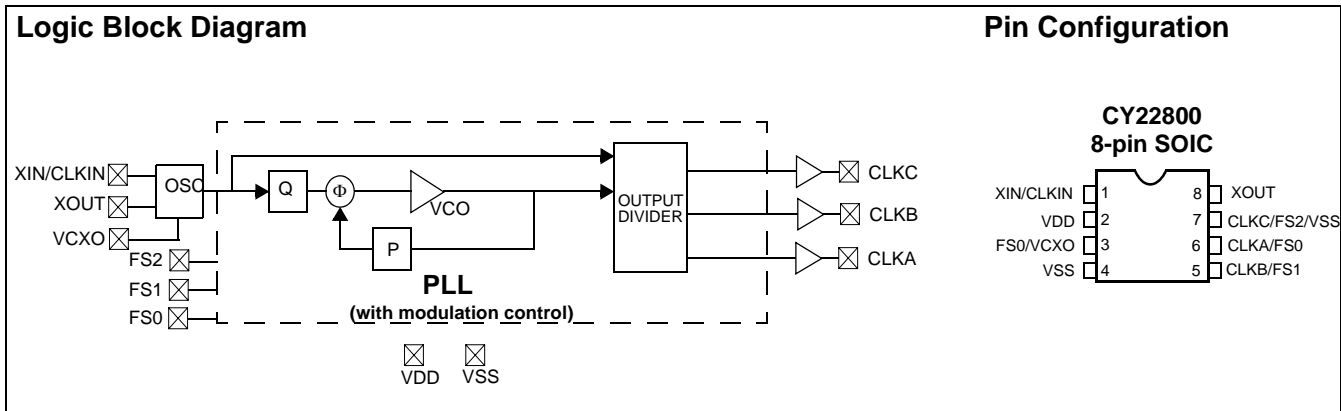 Logic Block Diagram
XIN/CLKIN
XOUT
VCXO
FS2
FS1
FS0
OSC
Q
Φ
VCO
P
PLL
(with modulation control)
OUTPUT
DIVIDER
CLKC
CLKB
CLKA
VDD
VSS
Pin Configuration
CY22800
8-pin SOIC
XIN/CLKIN 1 8 XOUT
VDD 2 7 CLKC/FS2/VSS
FS0/VCXO 3 6 CLKA/FS0
VSS 4 5 CLKB/FS1